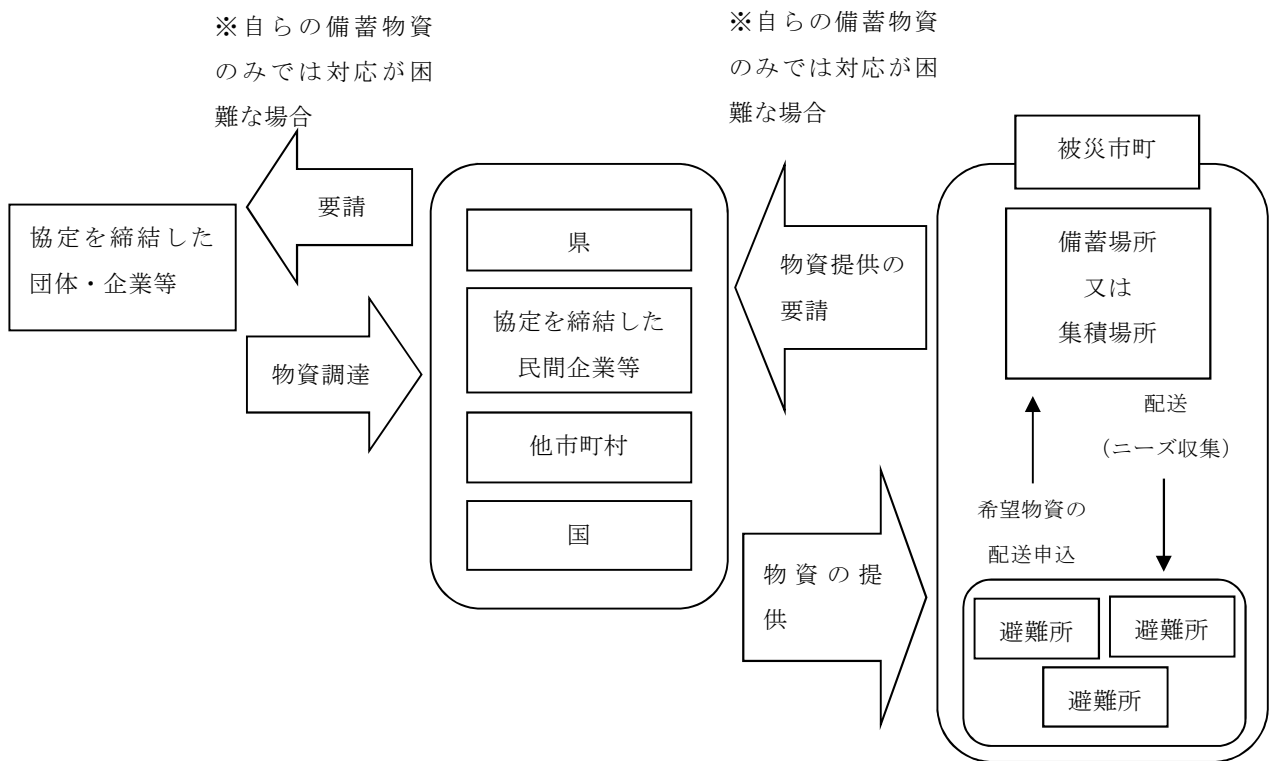 ※自らの備蓄物資
のみでは対応が困
難な場合
※自らの備蓄物資
のみでは対応が困
難な場合
被災市町
要請
協定を締結した
団体・企業等
物資調達
県
協定を締結した
民間企業等
他市町村
国
物資提供の
要請
物資の提
供
備蓄場所
又は
集積場所
配送
（ニーズ収集）
希望物資の
配送申込
避難所
避難所
避難所